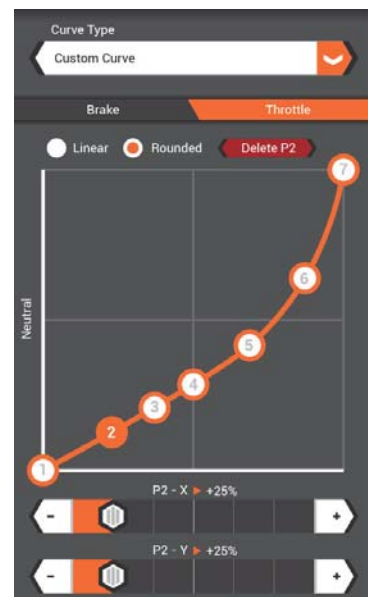 Curve Type
Custom Curve
Brake Throttle
Linear Rounded Delete P2
7
6
5
4
3
2
1
Neutral
P2 - X ▶ +25%
- +
P2 - Y ▶ +25%
- +